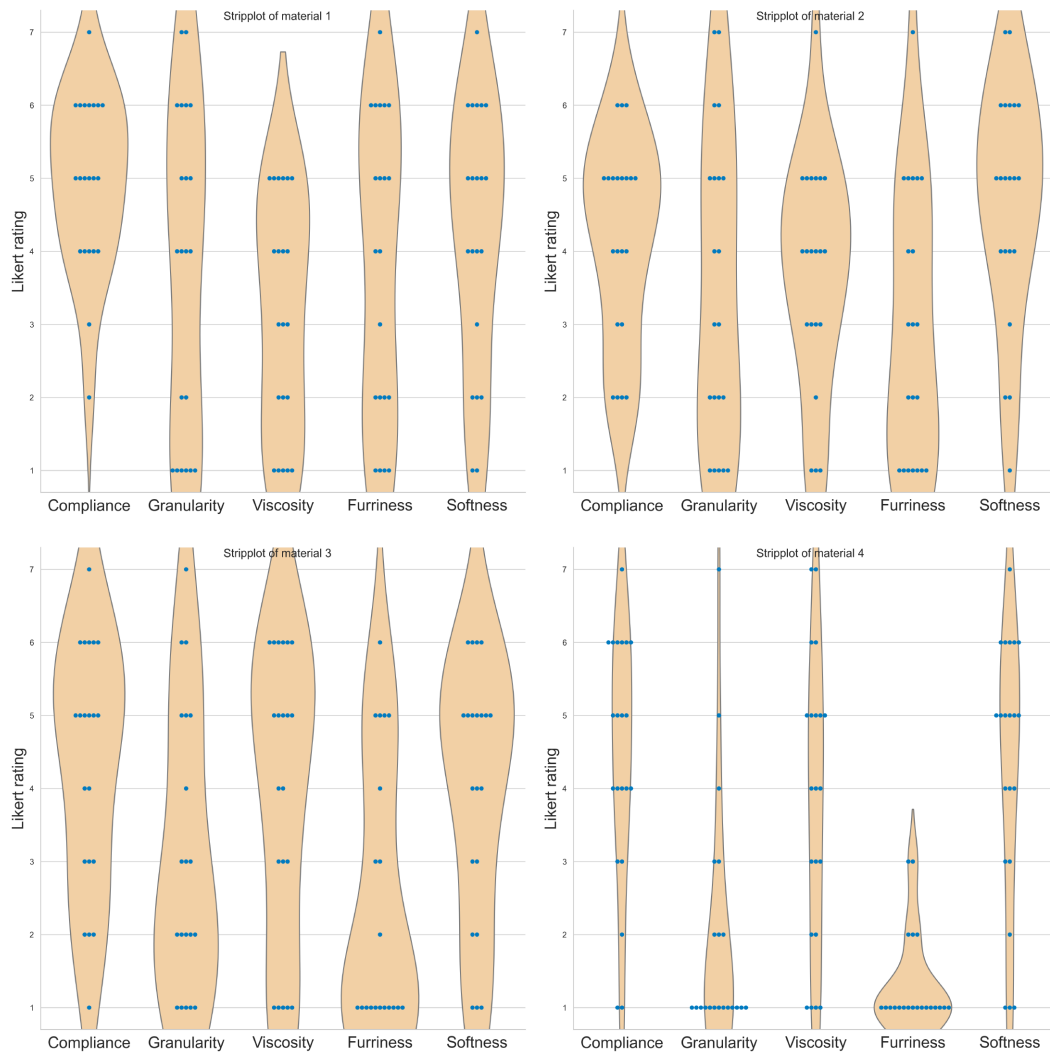 Stripplot of material 1
7
6
5
4
3
2
1
Likert rating
Compliance Granularity Viscosity Furriness Softness
Stripplot of material 2
7
6
5
4
3
2
1
Likert rating
Compliance Granularity Viscosity Furriness Softness
Stripplot of material 3
7
6
5
4
3
2
1
Likert rating
Compliance Granularity Viscosity Furriness Softness
Stripplot of material 4
7
6
5
4
3
2
1
Likert rating
Compliance Granularity Viscosity Furriness Softness